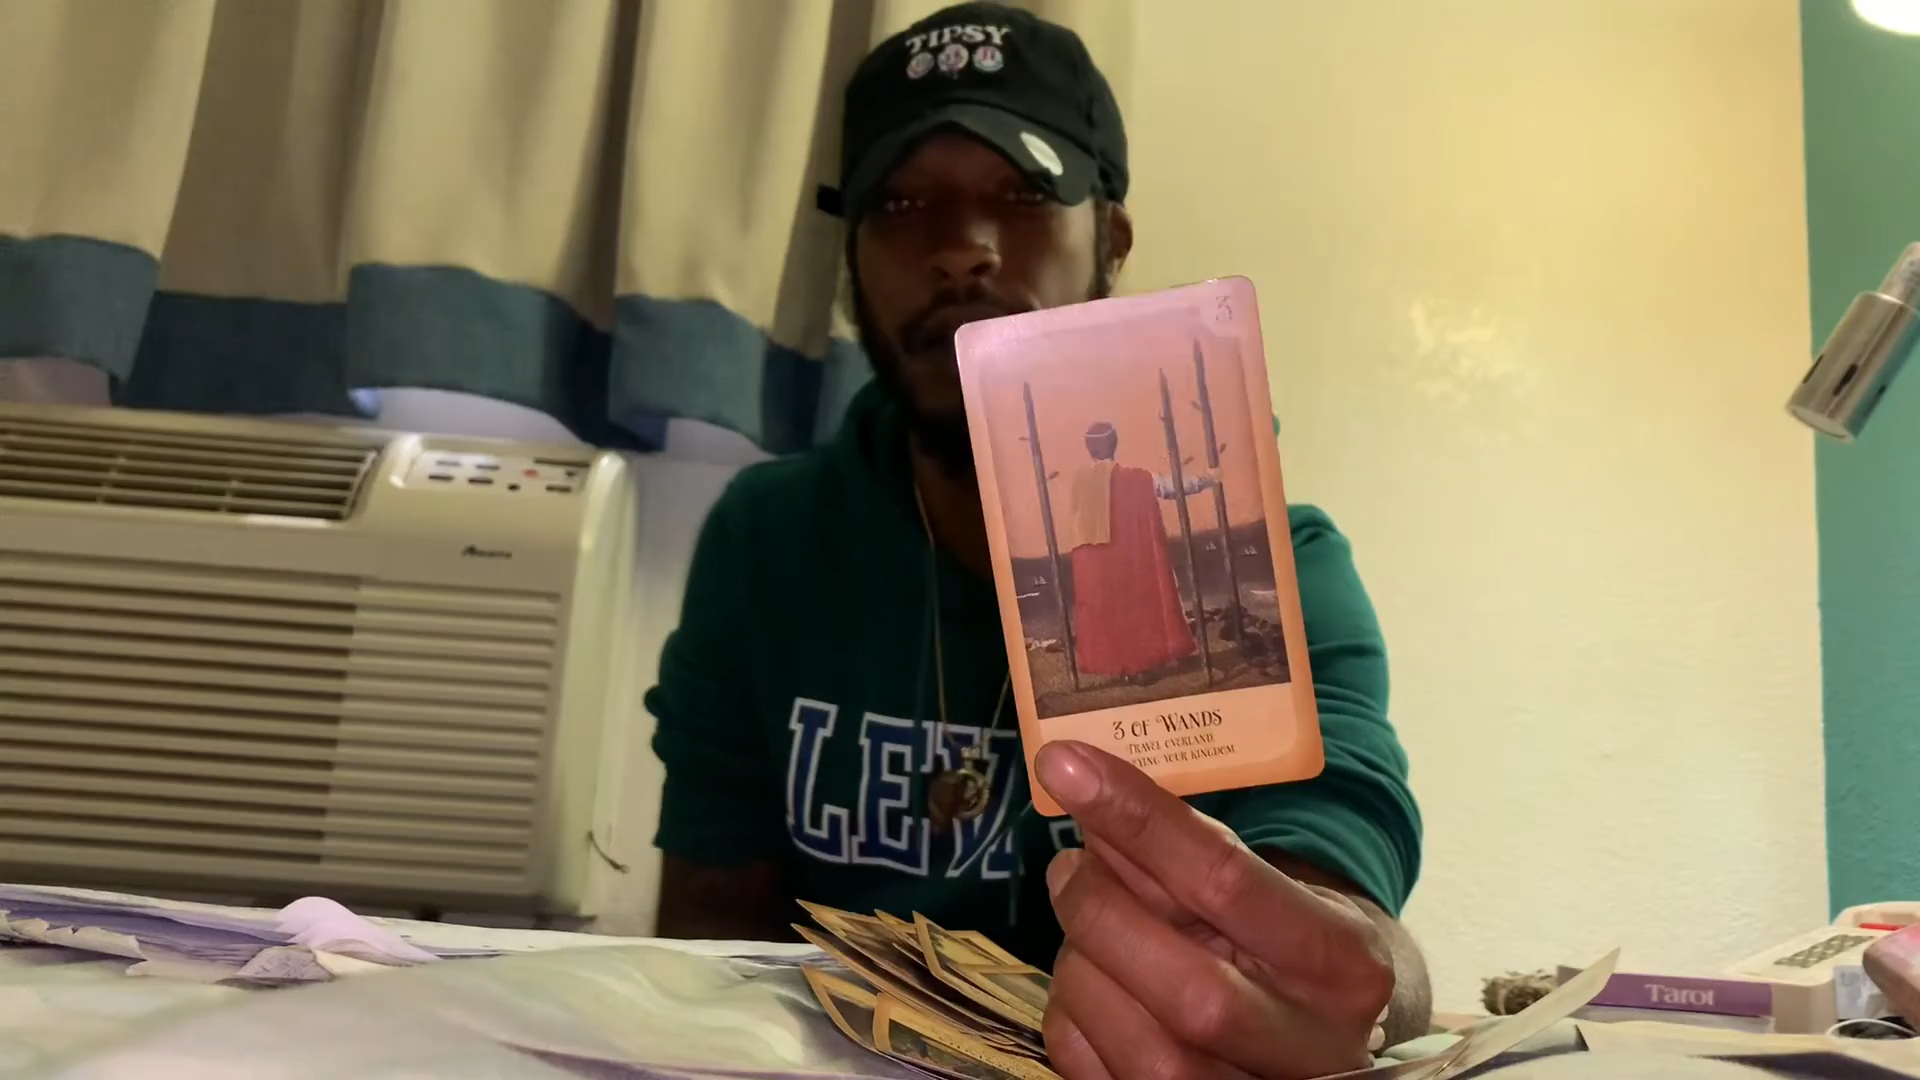 TIPSY
3
3 OF WANDS
TRAVEL OVERLAND,
YOUR KINGDOM
LEV
Tarot